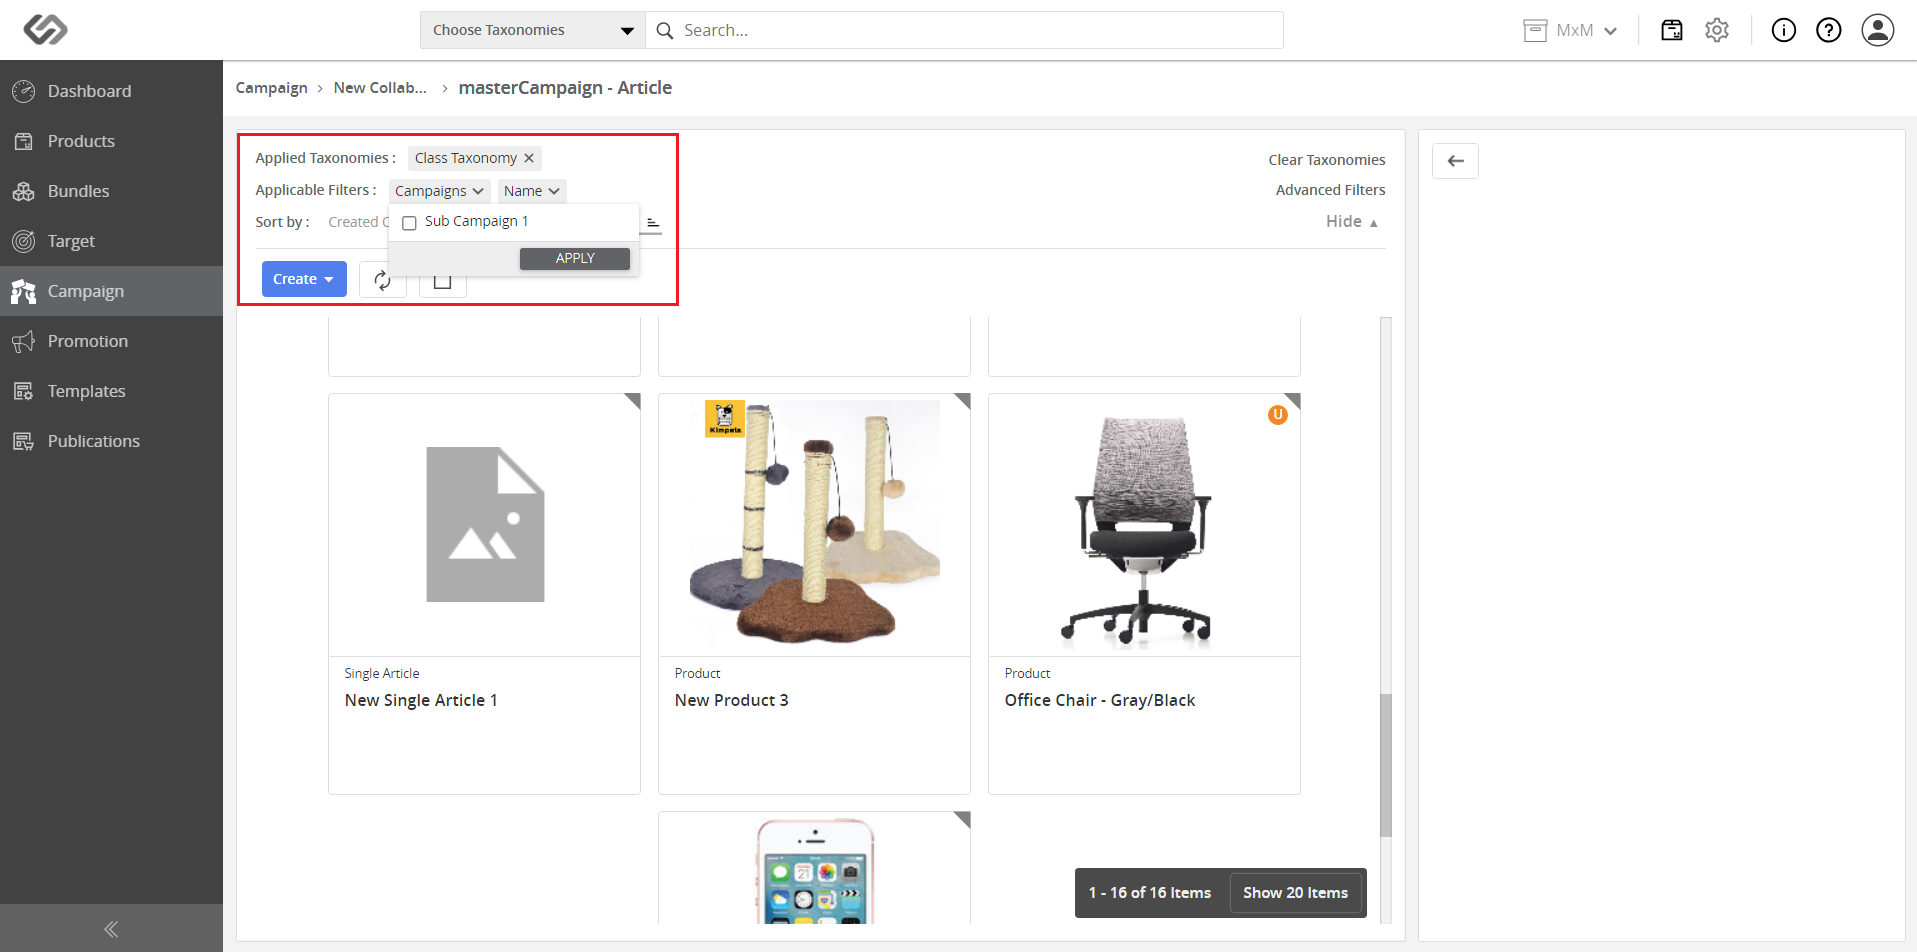 Choose Taxonomies
Search...
MxM
Dashboard
Products
Bundles
Target
Campaign
Promotion
Templates
Publications
Campaign > New Collab... > masterCampaign - Article
Applied Taxonomies : Class Taxonomy
Clear Taxonomies
Applicable Filters : Campaigns Name
Advanced Filters
Sort by : Created
Sub Campaign 1
Hide
APPLY
Create
U
Kimpets
Single Article
New Single Article 1
Product
New Product 3
Product
Office Chair - Gray/Black
1 - 16 of 16 Items
Show 20 Items